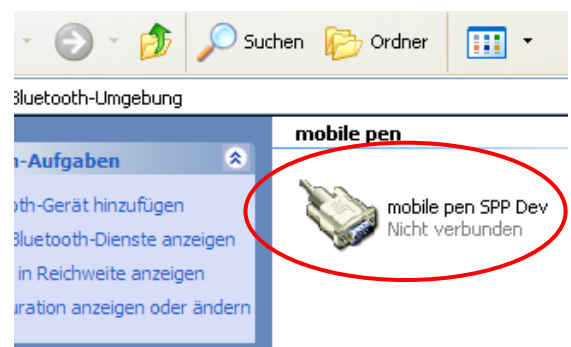 Suchen Ordner
Bluetooth-Umgebung
mobile pen
n-Aufgaben
oth-Gerät hinzufügen
Bluetooth-Dienste anzeigen
in Reichweite anzeigen
uration anzeigen oder ändern
mobile pen SPP Dev
Nicht verbunden